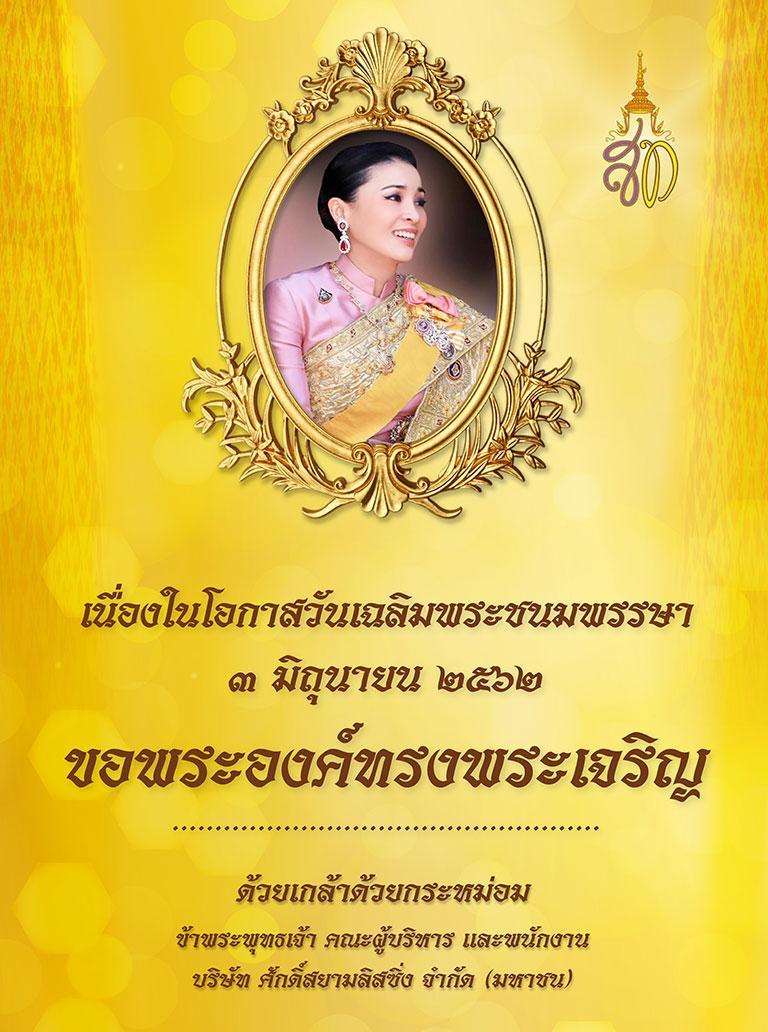 สท
เนื่องในโอกาสวันเฉลิมพระชนมพรรษา
๓ มิถุนายน ๒๕๖๒
ขอพระองค์ทรงพระเจริญ
ด้วยเกล้าด้วยกระหม่อม
ข้าพระพุทธเจ้า คณะผู้บริหาร และพนักงาน
บริษัท ศักดิ์สยามลิสซิ่ง จำกัด (มหาชน)